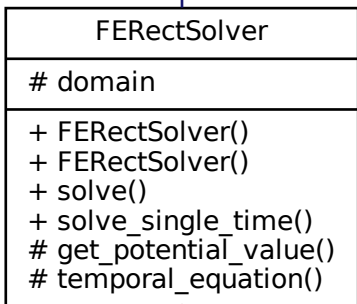 FERectSolver
# domain
+ FERectSolver()
+ FERectSolver()
+ solve()
+ solve_single_time()
# get_potential_value()
# temporal_equation()